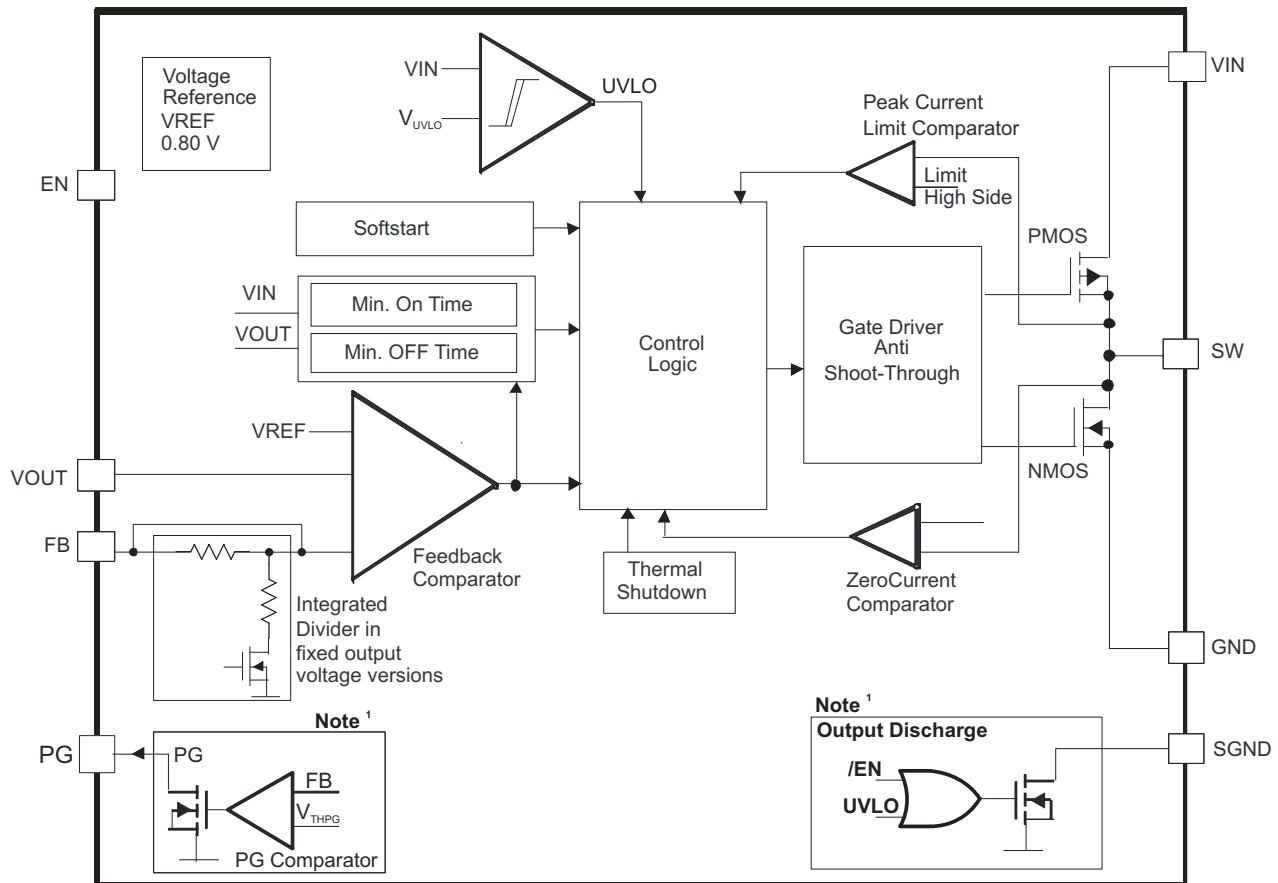 Voltage
Reference
VREF
0.80 V
VIN
V_UVLO
UVLO
Peak Current
Limit Comparator
VIN
EN
Limit
High Side
Softstart
PMOS
VIN
VOUT
Min. On Time
Min. OFF Time
Control
Logic
Gate Driver
Anti
Shoot-Through
SW
VREF
VOUT
NMOS
FB
Feedback
Comparator
Thermal
Shutdown
ZeroCurrent
Comparator
Integrated
Divider in
fixed output
voltage versions
GND
Note ¹
PG
PG
FB
V_THPG
PG Comparator
Note ¹
Output Discharge
/EN
UVLO
SGND